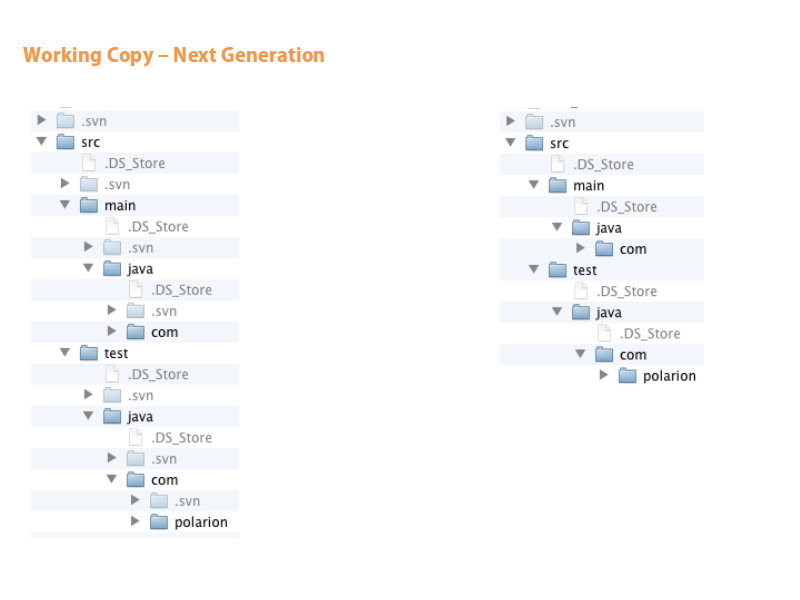 Working Copy – Next Generation
.svn
src
.DS_Store
.svn
main
.DS_Store
.svn
java
.DS_Store
.svn
com
test
.DS_Store
.svn
java
.DS_Store
.svn
com
.svn
polarion
.svn
src
.DS_Store
main
.DS_Store
java
com
test
.DS_Store
java
.DS_Store
com
polarion